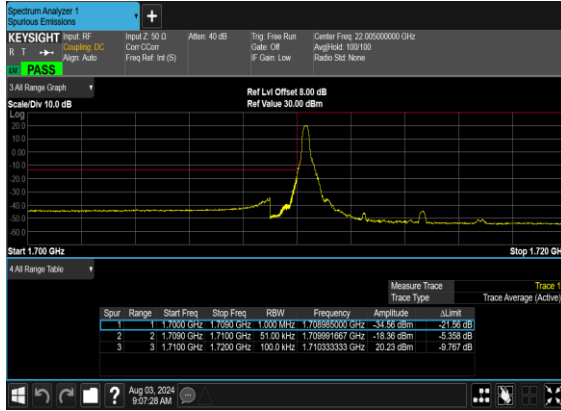 Spectrum Analyzer 1
Spurious Emissions
KEYSIGHT Input: RF Input Z: 50 Ω Atten: 40 dB Trig: Free Run Center Freq: 22.005000000 GHz
R T Coupling: DC Corr CCorr Gate: Off Avg|Hold: 100/100
Align: Auto Freq Ref: Int (S) IF Gain: Low Radio Std: None
PASS
3 All Range Graph Ref Lvl Offset 8.00 dB
Scale/Div 10.0 dB Ref Value 30.00 dBm
Log
20.0
10.0
0.00
-10.0
-20.0
-30.0
-40.0
-50.0
-60.0
Start 1.700 GHz Stop 1.720 GH
4 All Range Table
Measure Trace Trace 1
Trace Type Trace Average (Active)
Spur Range Start Freq Stop Freq RBW Frequency Amplitude ΔLimit
1 1 1.7000 GHz 1.7090 GHz 1.000 MHz 1.708985000 GHz -34.56 dBm -21.56 dB
2 2 1.7090 GHz 1.7100 GHz 51.00 kHz 1.709991667 GHz -18.36 dBm -5.358 dB
3 3 1.7100 GHz 1.7200 GHz 100.0 kHz 1.710333333 GHz 20.23 dBm -9.767 dB
Aug 03, 2024
9:07:28 AM